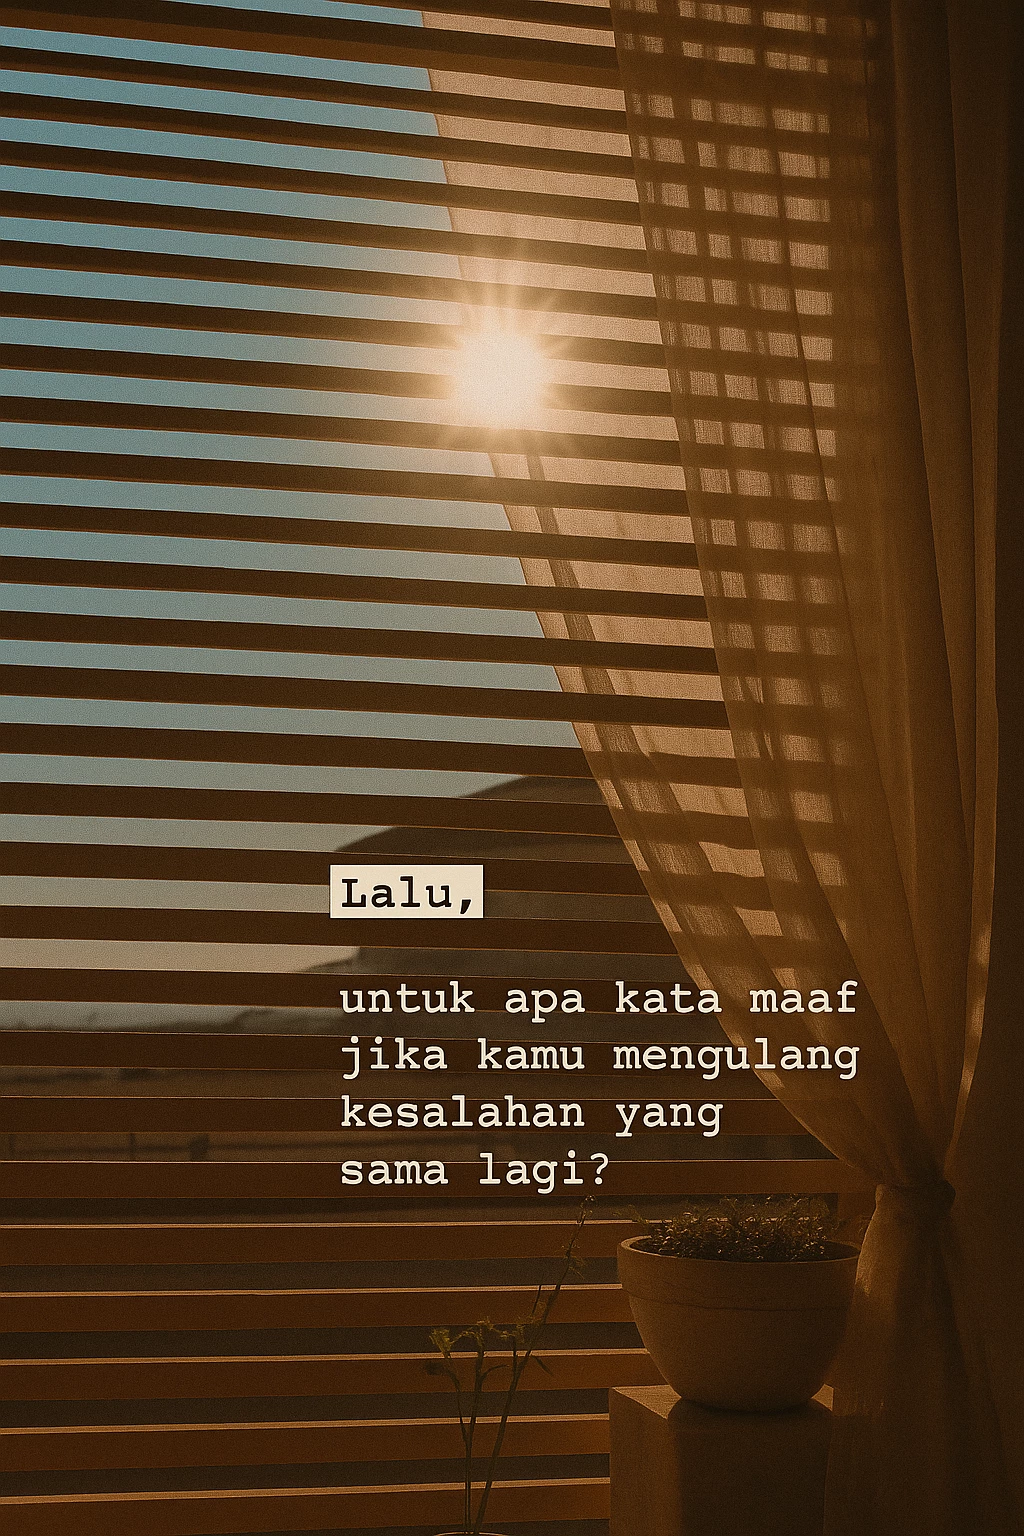 Lalu,
untuk apa kata maaf
jika kamu mengulang
kesalahan yang
sama lagi?